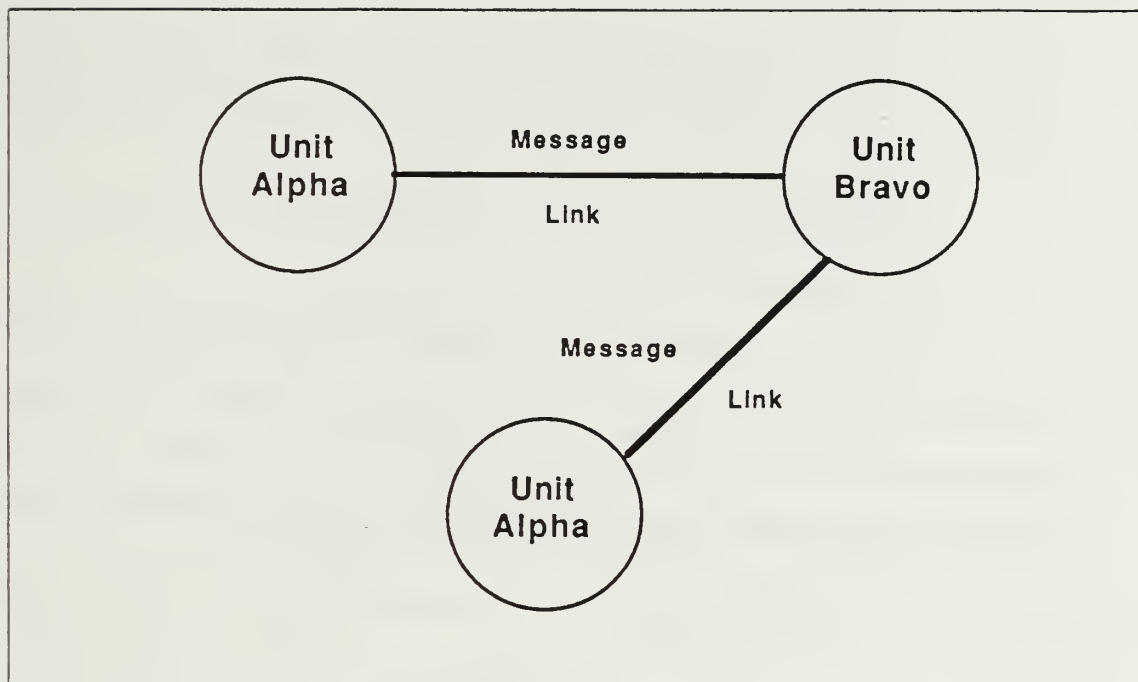 Unit
Alpha
Message
Link
Unit
Bravo
Message
Link
Unit
Alpha